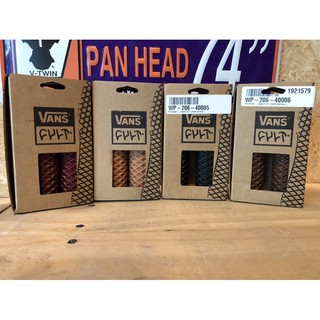 V-TWIN
PAN HEAD 74"
VANS
CULT
VANS
CULT
WP-206-40005
VANS
CULT
1921579
WP-206-40006
VANS
CULT